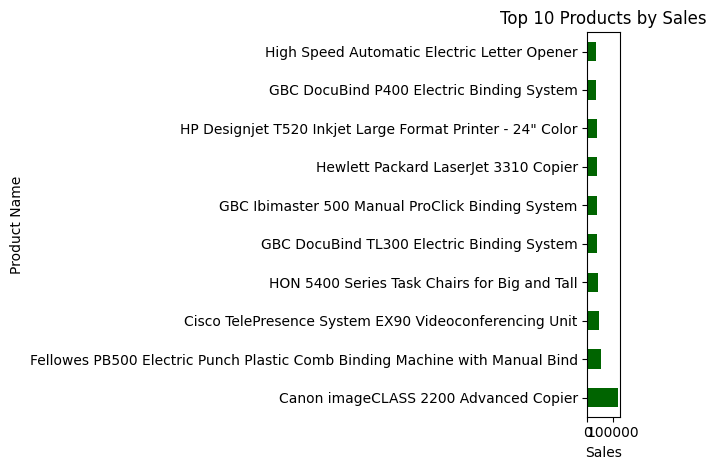 Top 10 Products by Sales
High Speed Automatic Electric Letter Opener
GBC DocuBind P400 Electric Binding System
HP Designjet T520 Inkjet Large Format Printer - 24" Color
Hewlett Packard LaserJet 3310 Copier
GBC Ibimaster 500 Manual ProClick Binding System
GBC DocuBind TL300 Electric Binding System
HON 5400 Series Task Chairs for Big and Tall
Cisco TelePresence System EX90 Videoconferencing Unit
Fellowes PB500 Electric Punch Plastic Comb Binding Machine with Manual Bind
Canon imageCLASS 2200 Advanced Copier
Product Name
0 100000
Sales